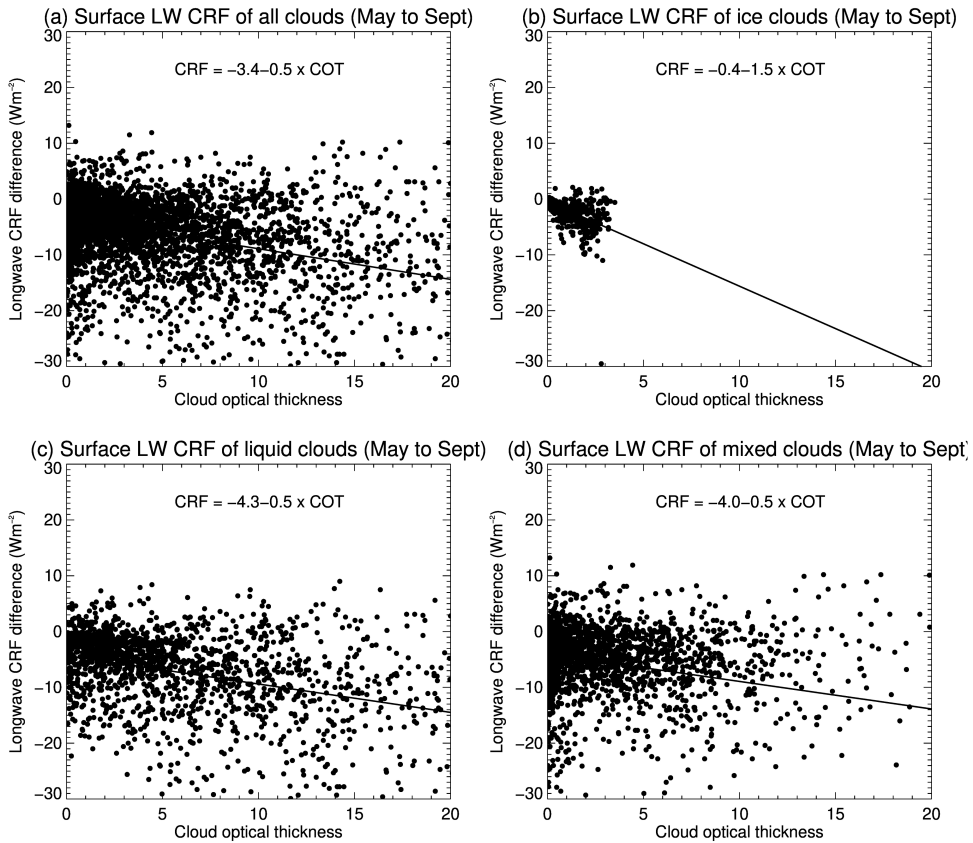 (a) Surface LW CRF of all clouds (May to Sept)
30
20
10
0
−10
−20
−30
Longwave CRF difference (Wm⁻²)
CRF = −3.4−0.5 x COT
0 5 10 15 20
Cloud optical thickness
(b) Surface LW CRF of ice clouds (May to Sept)
30
20
10
0
−10
−20
−30
Longwave CRF difference (Wm⁻²)
CRF = −0.4−1.5 x COT
0 5 10 15 20
Cloud optical thickness
(c) Surface LW CRF of liquid clouds (May to Sept)
30
20
10
0
−10
−20
−30
Longwave CRF difference (Wm⁻²)
CRF = −4.3−0.5 x COT
0 5 10 15 20
Cloud optical thickness
(d) Surface LW CRF of mixed clouds (May to Sept)
30
20
10
0
−10
−20
−30
Longwave CRF difference (Wm⁻²)
CRF = −4.0−0.5 x COT
0 5 10 15 20
Cloud optical thickness